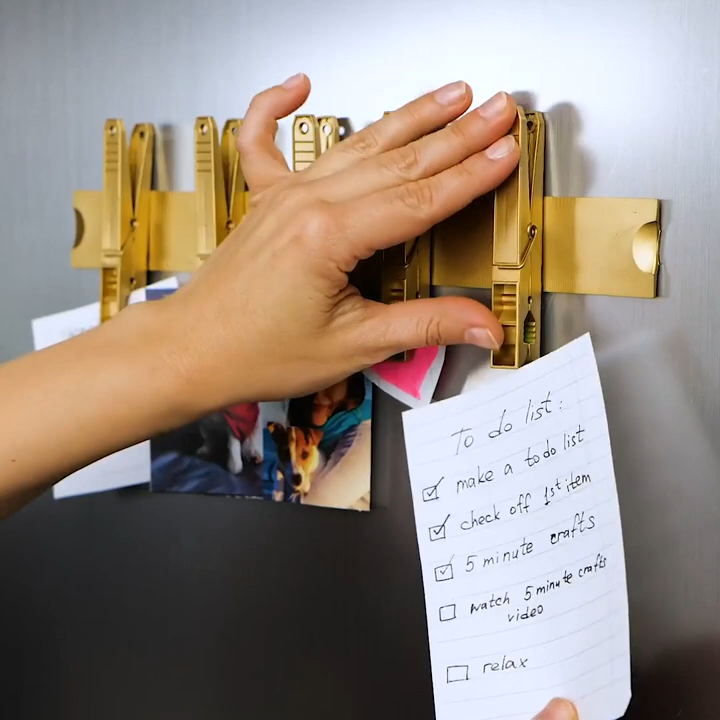 To do list:
make a to do list
check off 1st item
5 minute crafts
watch 5 minute crafts
video
relax